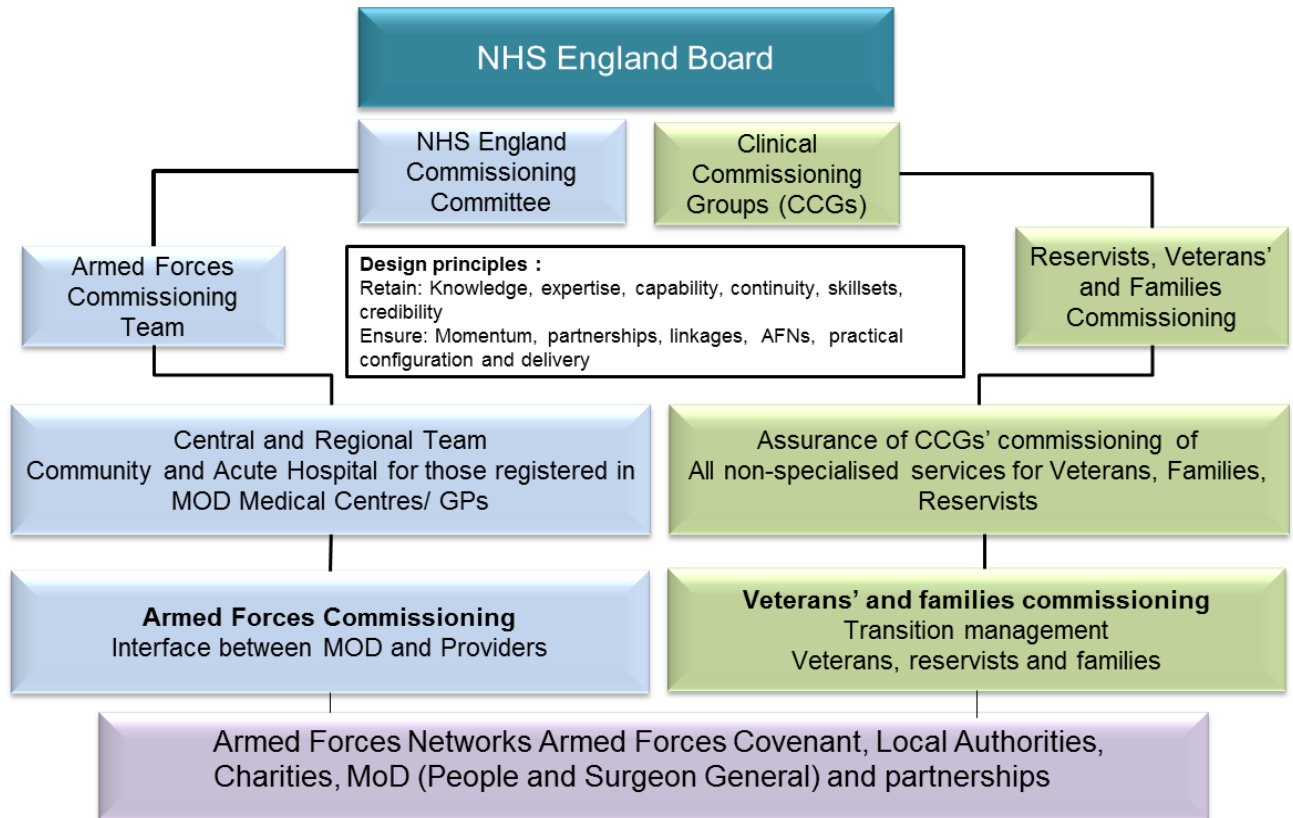 NHS England Board
NHS England
Commissioning
Committee
Clinical
Commissioning
Groups (CCGs)
Armed Forces
Commissioning
Team
Design principles :
Retain: Knowledge, expertise, capability, continuity, skillsets,
credibility
Ensure: Momentum, partnerships, linkages, AFNs, practical
configuration and delivery
Reservists, Veterans’
and Families
Commissioning
Central and Regional Team
Community and Acute Hospital for those registered in
MOD Medical Centres/ GPs
Assurance of CCGs’ commissioning of
All non-specialised services for Veterans, Families,
Reservists
Armed Forces Commissioning
Interface between MOD and Providers
Veterans’ and families commissioning
Transition management
Veterans, reservists and families
Armed Forces Networks Armed Forces Covenant, Local Authorities,
Charities, MoD (People and Surgeon General) and partnerships